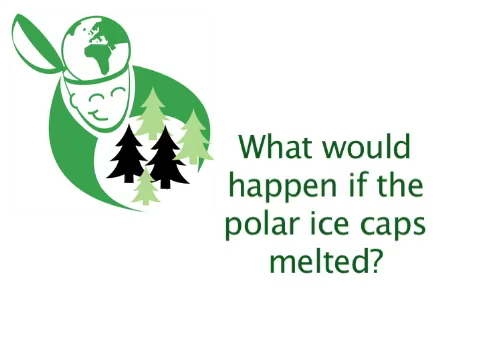 What would
happen if the
polar ice caps
melted?